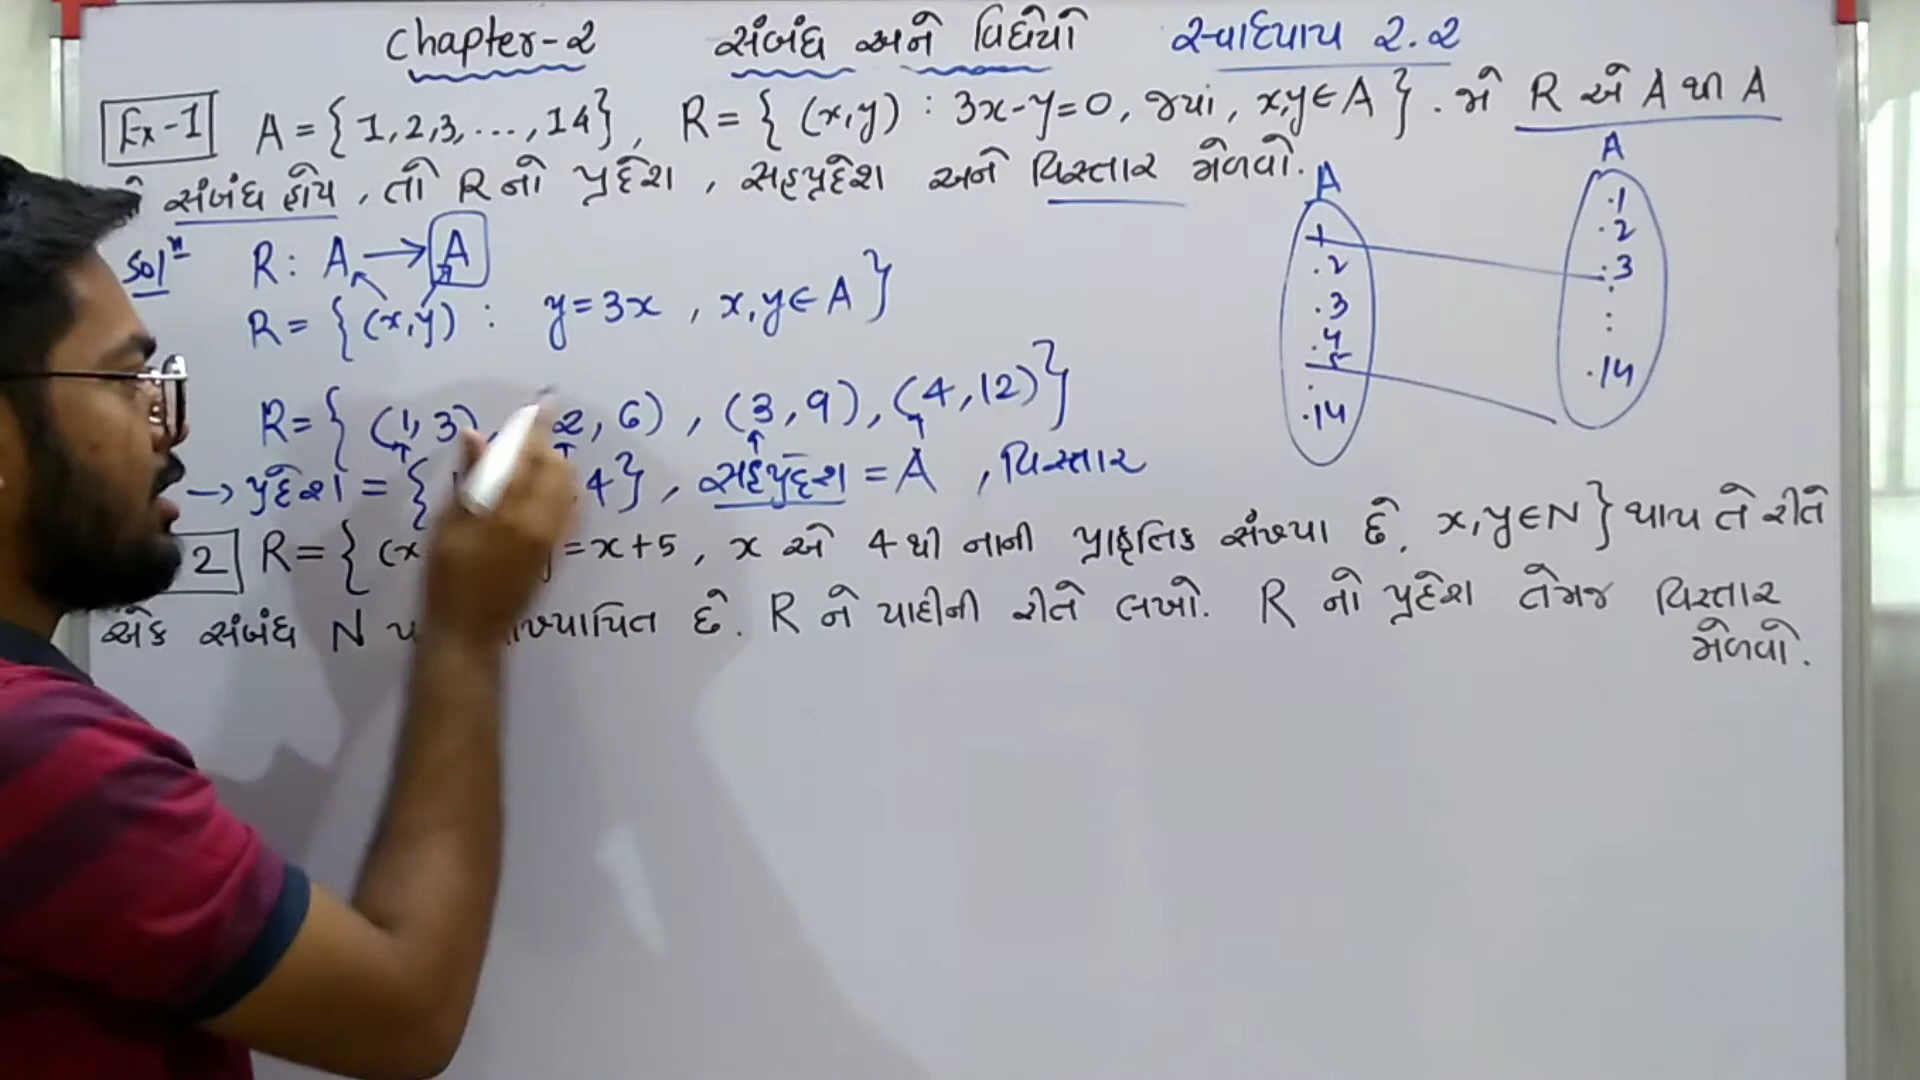 Chapter-2 સંબંધ અને વિધેયો સ્વાધ્યાય 2.2
Ex-1 A = {1,2,3,...,14}, R = { (x,y) : 3x-y=0, જ્યાં, x,y∈A }. જો R એ A થી A
સંબંધ હોય, તો R નો પ્રદેશ, સહપ્રદેશ અને વિસ્તાર મેળવો.
Solⁿ R: A → A
R = { (x,y) : y=3x , x,y∈A }
R = { (1,3), 2,6) , (3,9), (4,12) }
→ પ્રદેશ = { 4}, સહપ્રદેશ = A , વિસ્તાર
A
1
.2
.3
.4
5
.
.14
A
.1
.2
.3
:
:
.14
2 R = { (x =x+5, x એ 4 થી નાની પ્રાકૃતિક સંખ્યા છે, x,y∈N } થાય તે રીતે
એક સંબંધ N છે. R ને યાદીની રીતે લખો. R નો પ્રદેશ તેમજ વિસ્તાર
મેળવો.